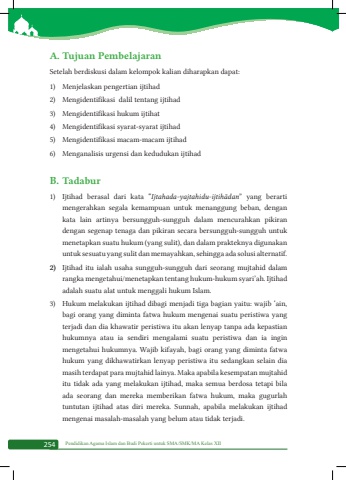 A. Tujuan Pembelajaran
Setelah berdiskusi dalam kelompok kalian diharapkan dapat:
1) Menjelaskan pengertian ijtihad
2) Mengidentifikasi dalil tentang ijtihad
3) Mengidentifikasi hukum ijtihat
4) Mengidentifikasi syarat-syarat ijtihad
5) Mengidentifikasi macam-macam ijtihad
6) Menganalisis urgensi dan kedudukan ijtihad
B. Tadabur
1) Ijtihad berasal dari kata "Ijtahada-yajtahidu-ijtihâdan" yang berarti
mengerahkan segala kemampuan untuk menanggung beban, dengan
kata lain artinya bersungguh-sungguh dalam mencurahkan pikiran
dengan segenap tenaga dan pikiran secara bersungguh-sungguh untuk
menetapkan suatu hukum (yang sulit), dan dalam prakteknya digunakan
untuk sesuatu yang sulit dan memayahkan, sehingga ada solusi alternatif.
2) Ijtihad itu ialah usaha sungguh-sungguh dari seorang mujtahid dalam
rangka mengetahui/menetapkan tentang hukum-hukum syari'ah. Ijtihad
adalah suatu alat untuk menggali hukum Islam.
3) Hukum melakukan ijtihad dibagi menjadi tiga bagian yaitu: wajib 'ain,
bagi orang yang diminta fatwa hukum mengenai suatu peristiwa yang
terjadi dan dia khawatir peristiwa itu akan lenyap tanpa ada kepastian
hukumnya atau ia sendiri mengalami suatu peristiwa dan ia ingin
mengetahui hukumnya. Wajib kifayah, bagi orang yang diminta fatwa
hukum yang dikhawatirkan lenyap peristiwa itu sedangkan selain dia
masih terdapat para mujtahid lainya. Maka apabila kesempatan mujtahid
itu tidak ada yang melakukan ijtihad, maka semua berdosa tetapi bila
ada seorang dan mereka memberikan fatwa hukum, maka gugurlah
tuntutan ijtihad atas diri mereka. Sunnah, apabila melakukan ijtihad
mengenai masalah-masalah yang belum atau tidak terjadi.
254 Pendidikan Agama Islam dan Budi Pekerti untuk SMA/SMK/MA Kelas XII